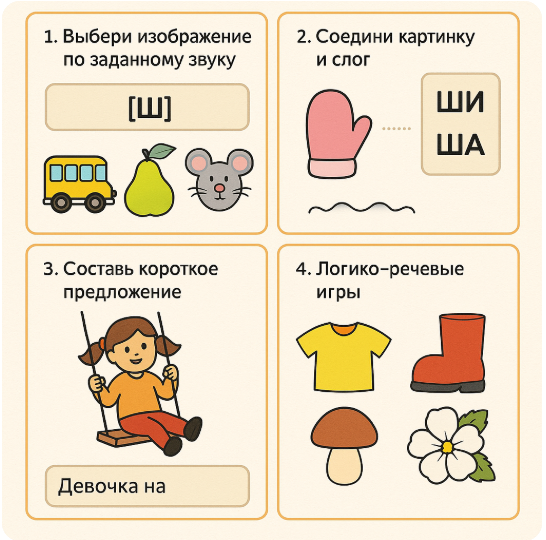 1. Выбери изображение
по заданному звуку
[Ш]
2. Соедини картинку
и слог
ШИ
ША
3. Составь короткое
предложение
Девочка на
4. Логико-речевые
игры